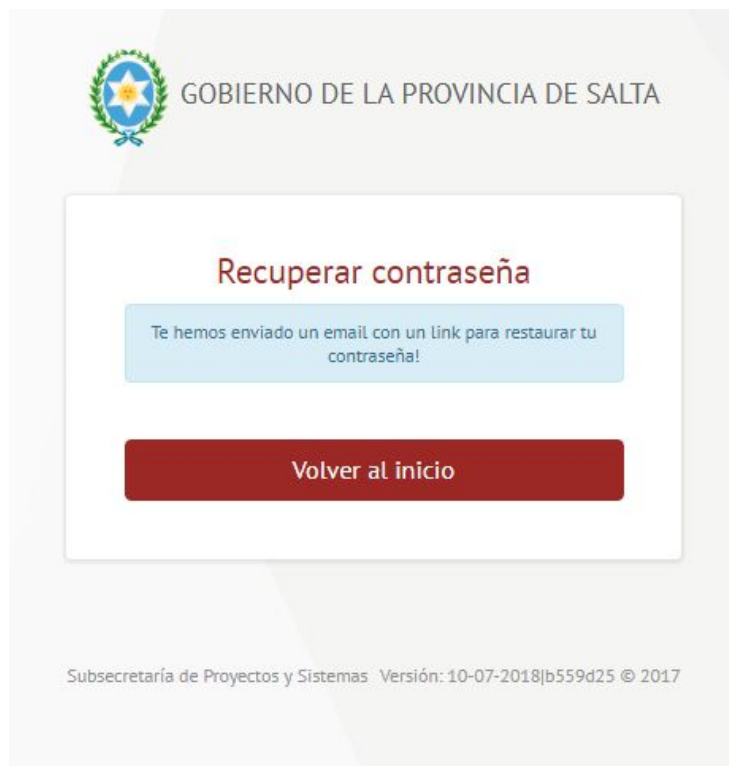 GOBIERNO DE LA PROVINCIA DE SALTA
Recuperar contraseña
Te hemos enviado un email con un link para restaurar tu
contraseña!
Volver al inicio
Subsecretaría de Proyectos y Sistemas Versión: 10-07-2018|b559d25 © 2017